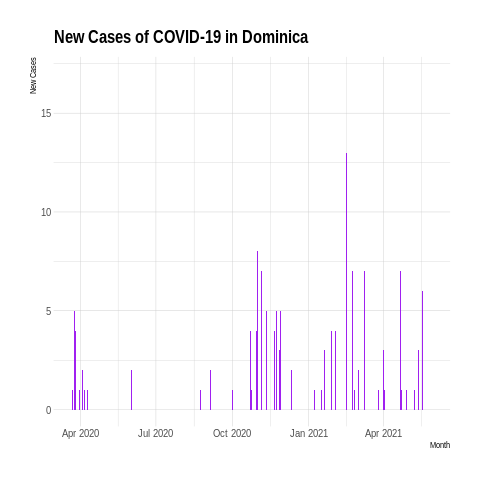 New Cases of COVID-19 in Dominica
New Cases
15
10
5
0
Apr 2020 Jul 2020 Oct 2020 Jan 2021 Apr 2021
Month